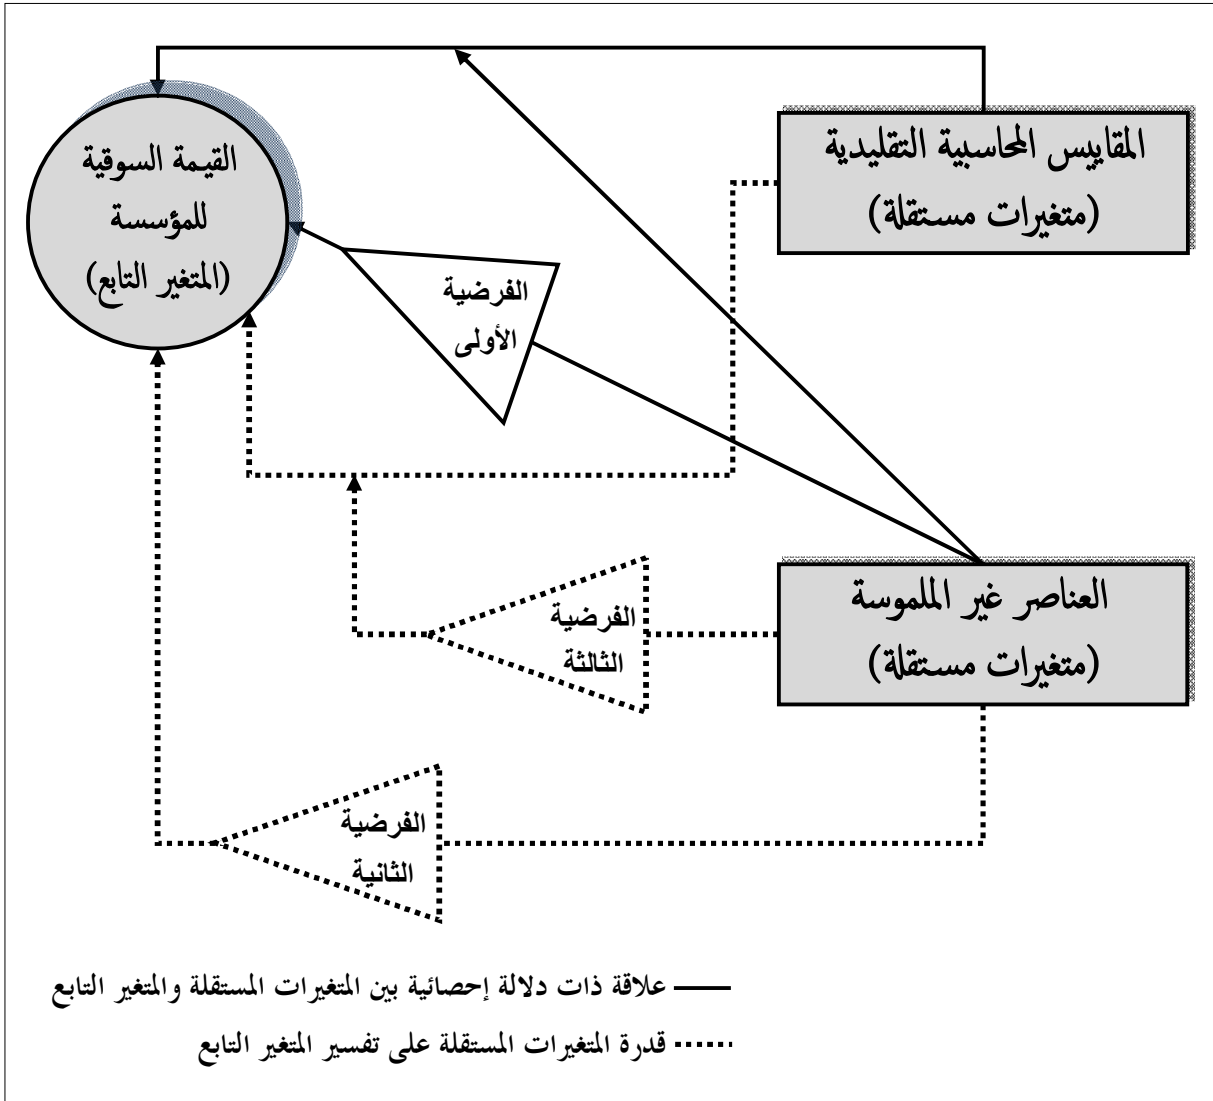 المقاييس المحاسبية التقليدية
(متغيرات مستقلة)
القيمة السوقية
للمؤسسة
(المتغير التابع)
الفرضية
الأولى
العناصر غير الملموسة
(متغيرات مستقلة)
الفرضية
الثالثة
الفرضية
الثانية
علاقة ذات دلالة إحصائية بين المتغيرات المستقلة والمتغير التابع
قدرة المتغيرات المستقلة على تفسير المتغير التابع